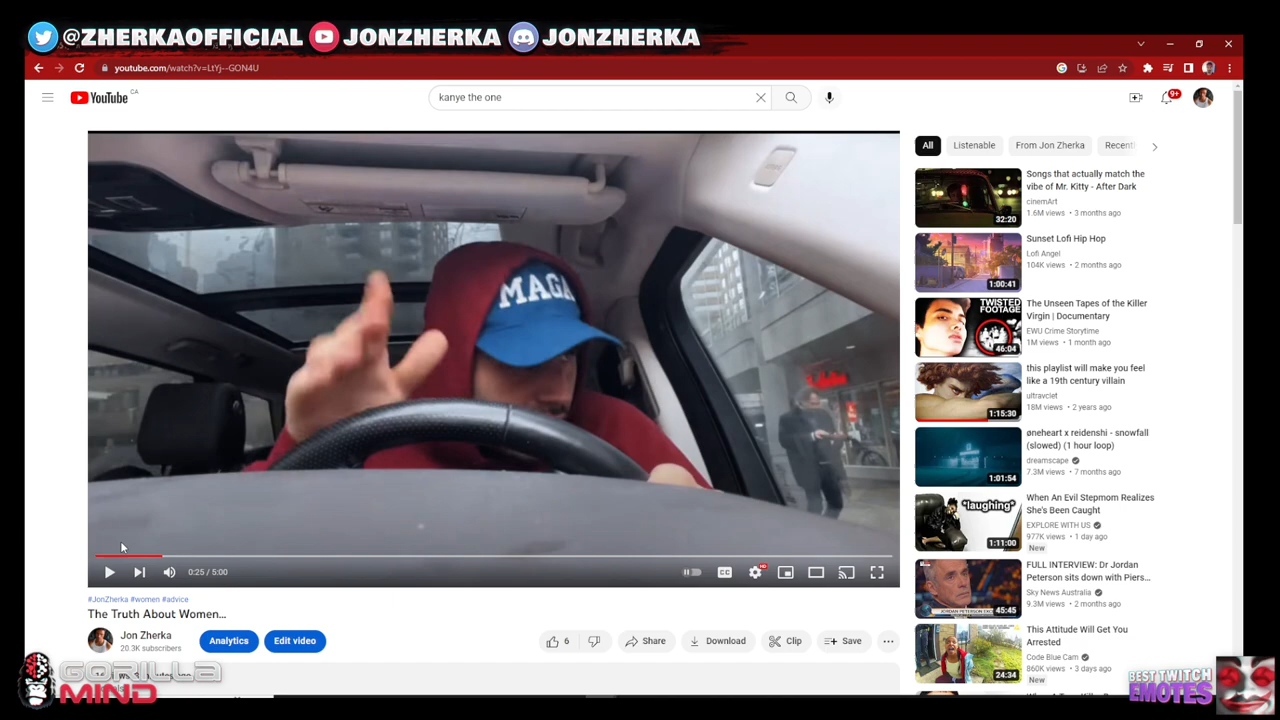 @ZHERKAOFFICIAL JONZHERKA JONZHERKA
youtube.com/watch?v=LtYj--GON4U
YouTube CA
kanye the one
9+
All Listenable From Jon Zherka
MAGA
Songs that actually match the
vibe of Mr. Kitty - After Dark
cinemArt
1.6M views • 3 months ago
32:20
Sunset Lofi Hip Hop
Lofi Angel
104K views • 2 months ago
1:00:41
TWISTED
FOOTAGE
The Unseen Tapes of the Killer
Virgin | Documentary
EWU Crime Storytime
1M views • 1 month ago
46:04
this playlist will make you feel
like a 19th century villain
ultravclet
18M views • 2 years ago
1:15:30
øneheart x reidenshi - snowfall
(slowed) (1 hour loop)
dreamscape
7.3M views • 7 months ago
1:01:54
*laughing*
When An Evil Stepmom Realizes
She's Been Caught
EXPLORE WITH US
977K views • 1 day ago
New
1:11:00
FULL INTERVIEW: Dr Jordan
Peterson sits down with Piers...
Sky News Australia
9.3M views • 2 months ago
45:45
This Attitude Will Get You
Arrested
Code Blue Cam
860K views • 3 days ago
New
24:34
0:25 / 5:00
CC
HD
#JonZherka #women #advice
The Truth About Women...
Jon Zherka
20.3K subscribers
Analytics Edit video
6 Share Download Clip Save
GORILLA
MIND
BEST TWITCH
EMOTES